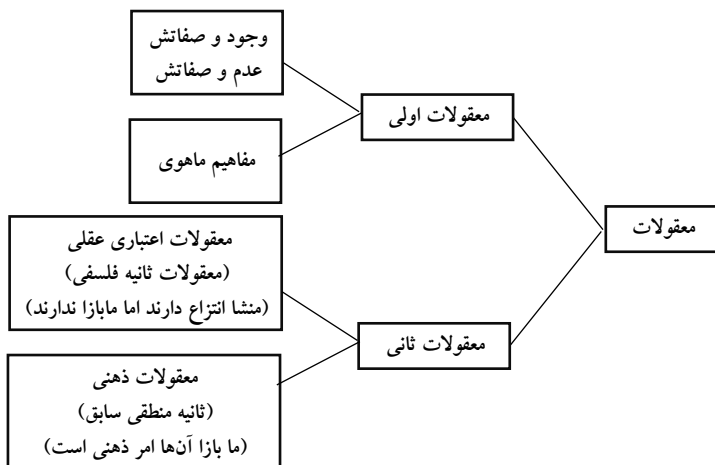 معقولات
معقولات اولی
وجود و صفاتش
عدم و صفاتش
مفاهیم ماهوی
معقولات ثانی
معقولات اعتباری عقلی
(معقولات ثانیه فلسفی)
(منشا انتزاع دارند اما مابازا ندارند)
معقولات ذهنی
(ثانیه منطقی سابق)
(ما بازا آن‌ها امر ذهنی است)